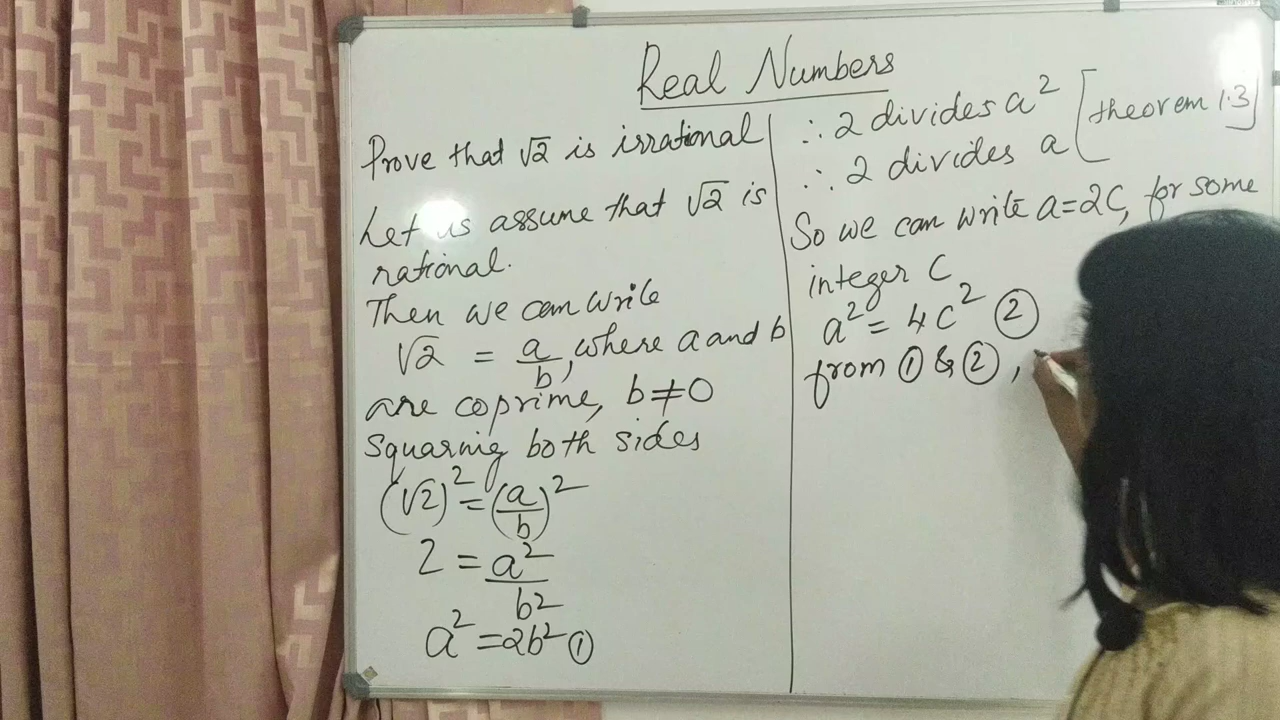 Real Numbers
Prove that √2 is irrational
Let us assume that √2 is
rational.
Then we can write
√2 = a/b, where a and b
are coprime, b ≠ 0
Squaring both sides
(√2)² = (a/b)²
2 = a²/b²
a² = 2b² ①
∴ 2 divides a² [theorem 1.3]
∴ 2 divides a
So we can write a=2C, for some
integer C
a² = 4C² ②
from ① & ②,